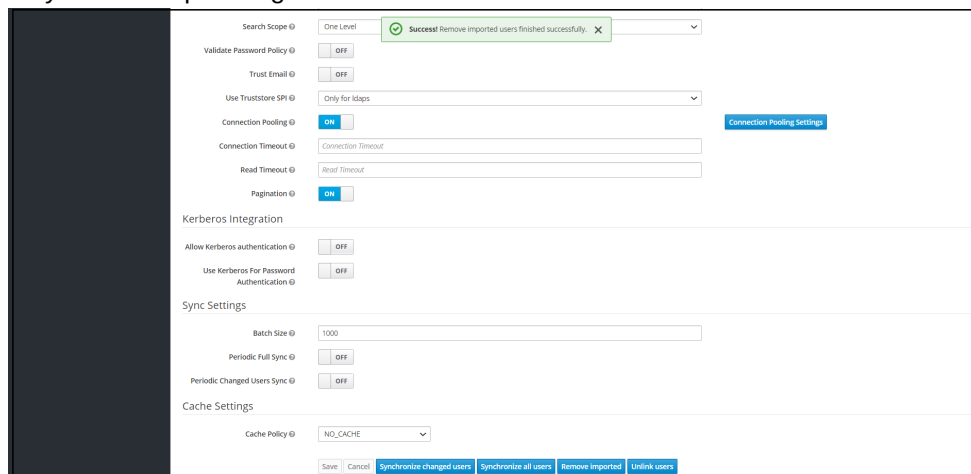 Search Scope
One Level
Success! Remove imported users finished successfully.
Validate Password Policy
OFF
Trust Email
OFF
Use Truststore SPI
Only for ldaps
Connection Pooling
ON
Connection Pooling Settings
Connection Timeout
Connection Timeout
Read Timeout
Read Timeout
Pagination
ON
Kerberos Integration
Allow Kerberos authentication
OFF
Use Kerberos For Password
Authentication
OFF
Sync Settings
Batch Size
1000
Periodic Full Sync
OFF
Periodic Changed Users Sync
OFF
Cache Settings
Cache Policy
NO_CACHE
Save Cancel Synchronize changed users Synchronize all users Remove imported Unlink users